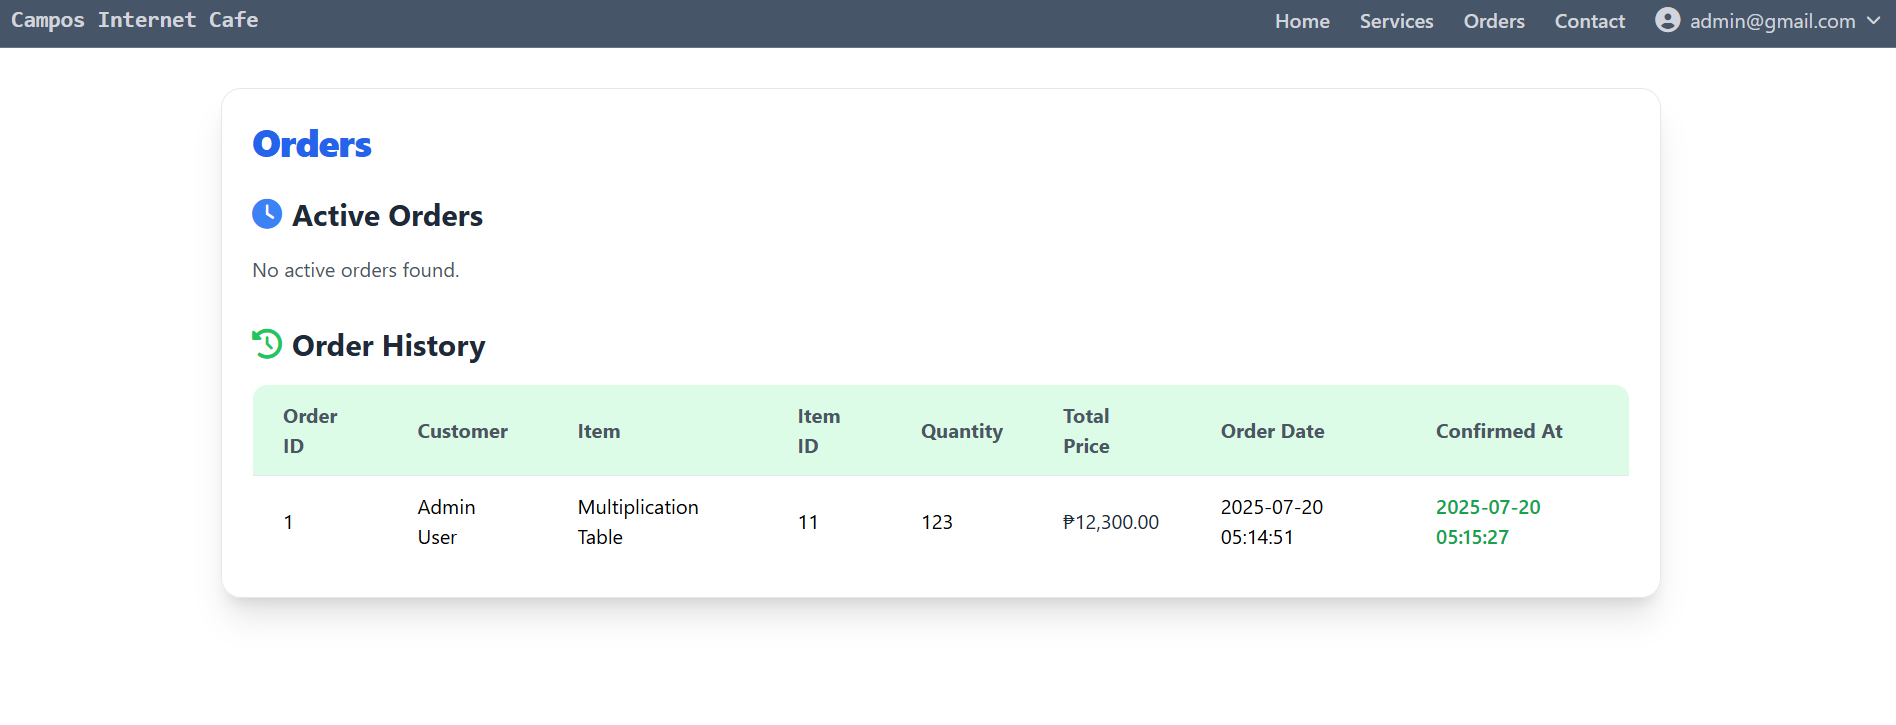 Campos Internet Cafe
Home Services Orders Contact admin@gmail.com
Orders
Active Orders
No active orders found.
Order History
Order ID Customer Item Item ID Quantity Total Price Order Date Confirmed At
1 Admin User Multiplication Table 11 123 ₱12,300.00 2025-07-20 05:14:51 2025-07-20 05:15:27